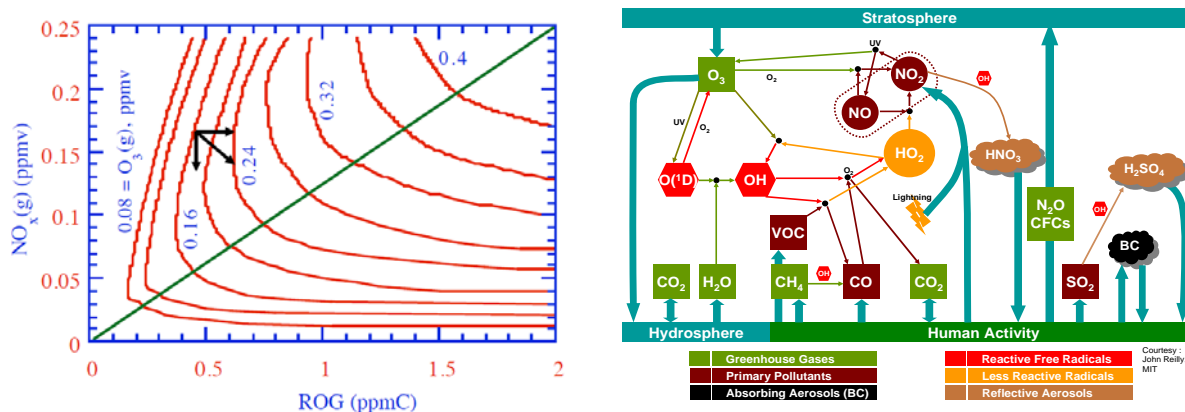 0.25
0.2
0.15
0.1
0.05
0
NOx(g) (ppmv)
0.08 = O3(g), ppmv
0.16
0.24
0.32
0.4
0
0.5
1
1.5
2
ROG (ppmC)
Stratosphere
UV
O3
O2
NO2
OH
NO
UV
O2
HO2
HNO3
H2SO4
O(1D)
OH
O2
Lightning
N2O
CFCs
OH
VOC
BC
CO2
H2O
CH4
OH
CO
CO2
SO2
Hydrosphere
Human Activity
Greenhouse Gases
Primary Pollutants
Absorbing Aerosols (BC)
Reactive Free Radicals
Less Reactive Radicals
Reflective Aerosols
Courtesy :
John Reilly
MIT